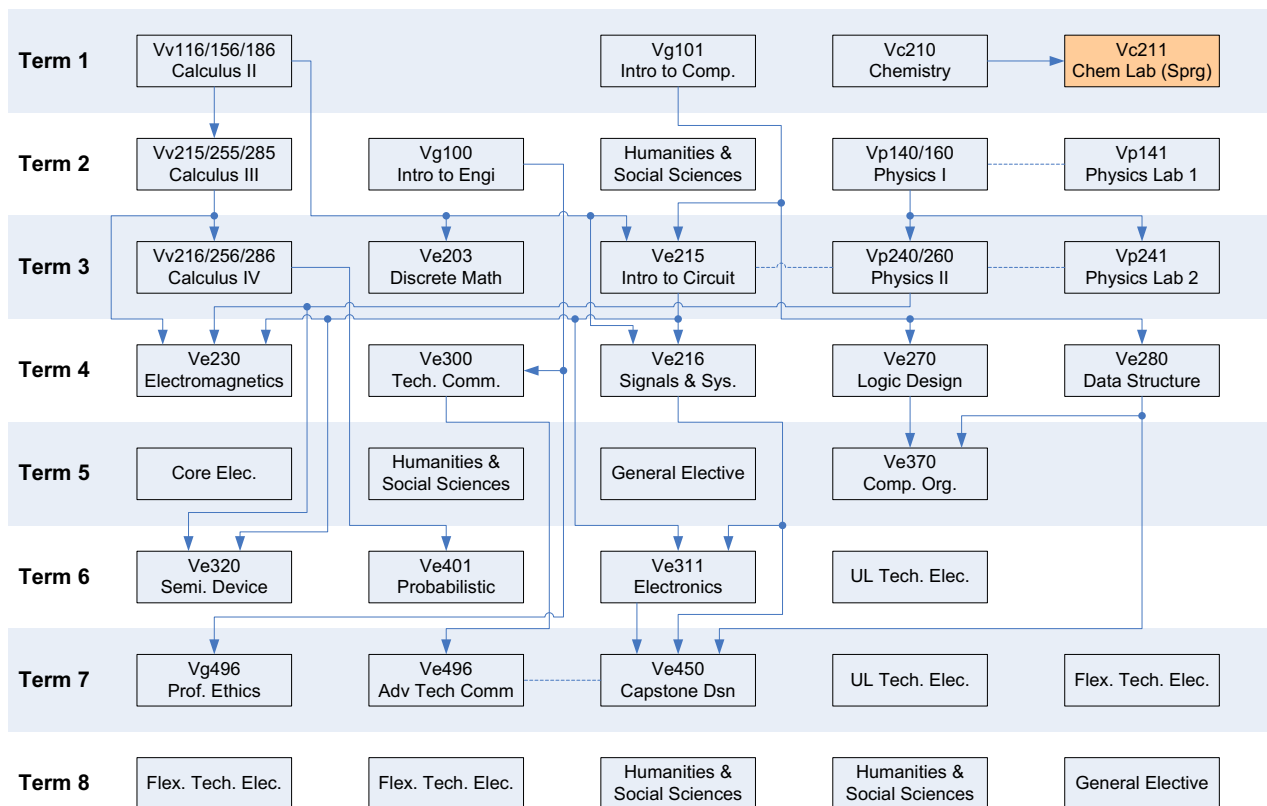 Term 1
Vv116/156/186
Calculus II
Vg101
Intro to Comp.
Vc210
Chemistry
Vc211
Chem Lab (Sprg)
Term 2
Vv215/255/285
Calculus III
Vg100
Intro to Engi
Humanities &
Social Sciences
Vp140/160
Physics I
Vp141
Physics Lab 1
Term 3
Vv216/256/286
Calculus IV
Ve203
Discrete Math
Ve215
Intro to Circuit
Vp240/260
Physics II
Vp241
Physics Lab 2
Term 4
Ve230
Electromagnetics
Ve300
Tech. Comm.
Ve216
Signals & Sys.
Ve270
Logic Design
Ve280
Data Structure
Term 5
Core Elec.
Humanities &
Social Sciences
General Elective
Ve370
Comp. Org.
Term 6
Ve320
Semi. Device
Ve401
Probabilistic
Ve311
Electronics
UL Tech. Elec.
Term 7
Vg496
Prof. Ethics
Ve496
Adv Tech Comm
Ve450
Capstone Dsn
UL Tech. Elec.
Flex. Tech. Elec.
Term 8
Flex. Tech. Elec.
Flex. Tech. Elec.
Humanities &
Social Sciences
Humanities &
Social Sciences
General Elective